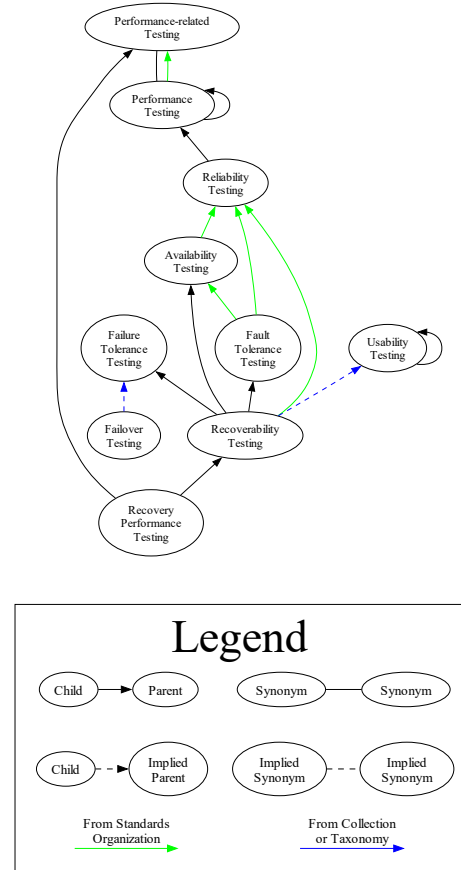 Performance-related
Testing
Performance
Testing
Reliability
Testing
Availability
Testing
Failure
Tolerance
Testing
Fault
Tolerance
Testing
Usability
Testing
Failover
Testing
Recoverability
Testing
Recovery
Performance
Testing
Legend
Child
Parent
Synonym
Synonym
Child
Implied
Parent
Implied
Synonym
Implied
Synonym
From Standards
Organization
From Collection
or Taxonomy